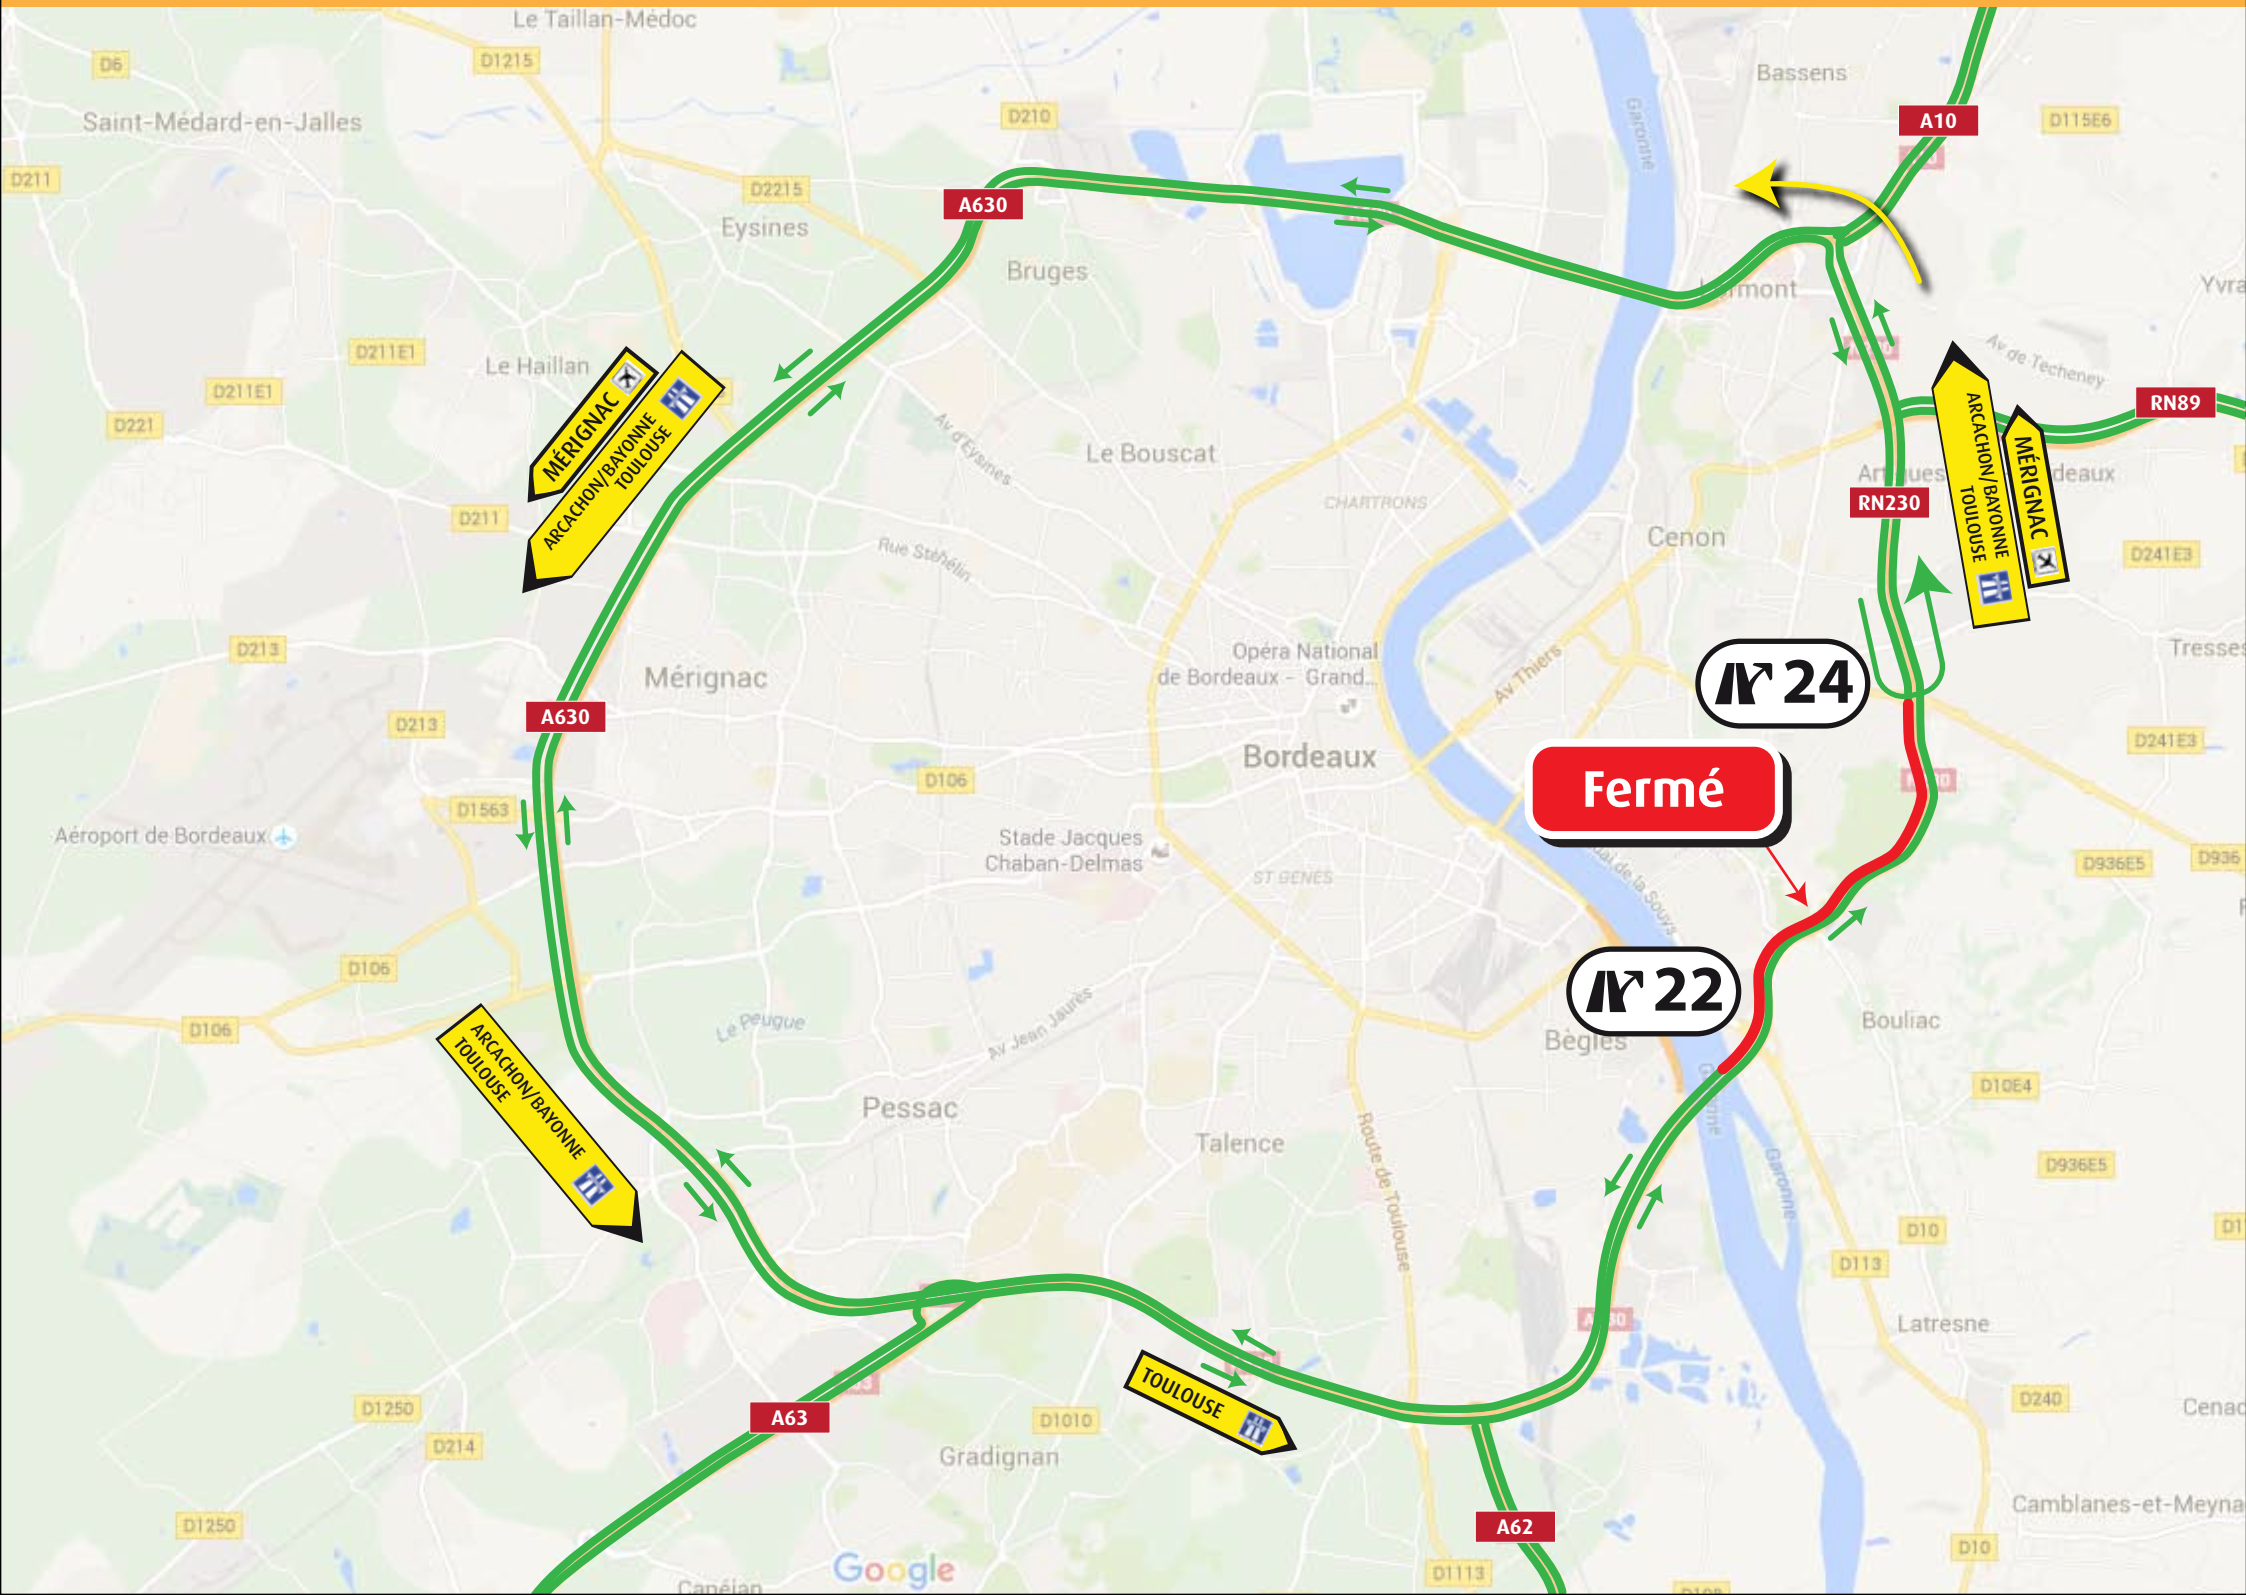 Le Taillan-Médoc
D6
D1215
Bassens
Saint-Médard-en-Jalles
D210
Garonne
A10
D115E6
D211
D2215
A630
Eysines
Bruges
Yvra
Av de Techeney
D211E1
Le Haillan
D211E1
D221
MÉRIGNAC
ARCACHON/BAYONNE
TOULOUSE
Av d'Eysines
Le Bouscat
RN89
ARCACHON/BAYONNE
TOULOUSE
MÉRIGNAC
deaux
D211
CHARTRONS
RN230
Cenon
Rue Stéhélin
D241E3
D213
Mérignac
Opéra National
de Bordeaux - Grand...
Av Thiers
24
Tresses
A630
D213
Bordeaux
D241E3
D106
Fermé
D1563
Aéroport de Bordeaux
Stade Jacques
Chaban-Delmas
ST GENES
D936E5
D936
D106
22
D106
Le Peugue
Av Jean Jaurès
Bègles
Bouliac
ARCACHON/BAYONNE
TOULOUSE
D10E4
Pessac
Talence
Route de Toulouse
Garonne
D936E5
D10
D113
Latresne
TOULOUSE
D1250
A63
D1010
D240
Cenac
D214
Gradignan
D1250
A62
Camblanes-et-Meyna
D10
Google
D1113